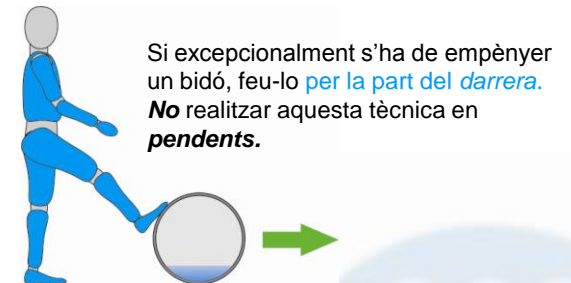 Si excepcionalment s’ha de empènyer
un bidó, feu-lo per la part del darrera.
No realitzar aquesta tècnica en
pendents.